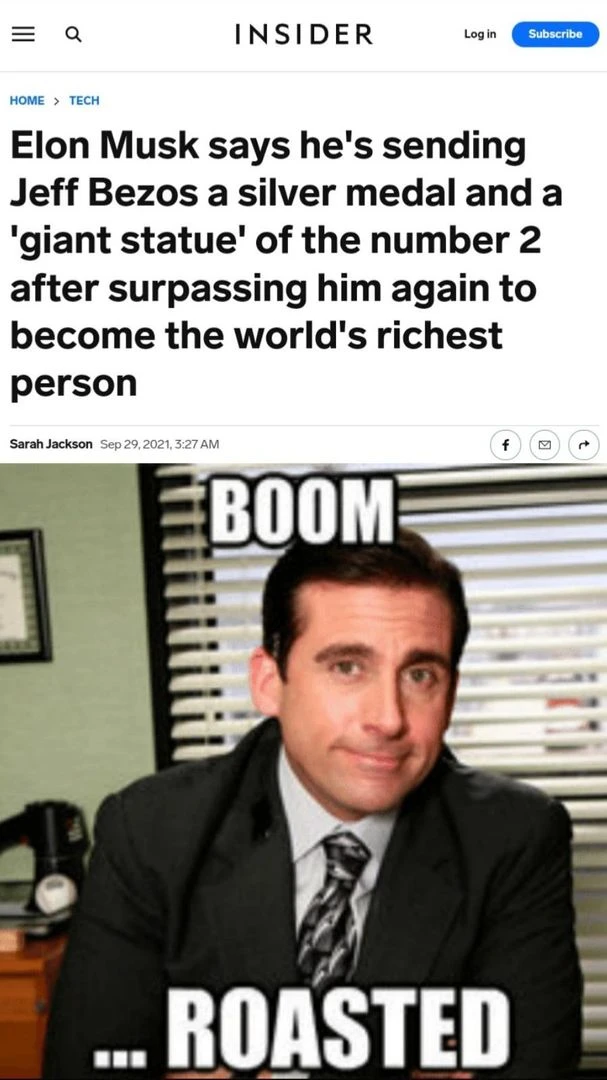 INSIDER
Log in
Subscribe
HOME > TECH
Elon Musk says he's sending
Jeff Bezos a silver medal and a
'giant statue' of the number 2
after surpassing him again to
become the world's richest
person
Sarah Jackson Sep 29, 2021, 3:27 AM
BOOM
... ROASTED